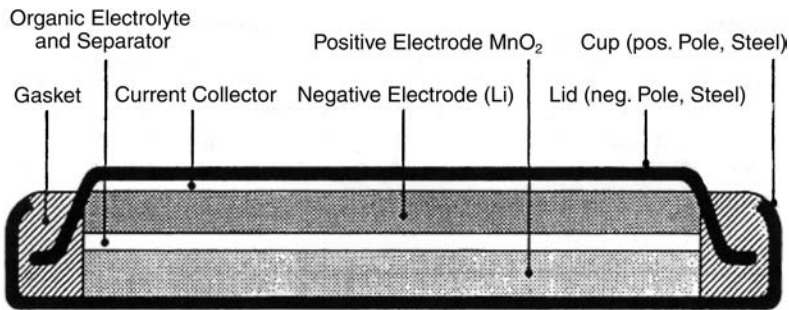 Organic Electrolyte
and Separator
Positive Electrode MnO₂
Cup (pos. Pole, Steel)
Gasket
Current Collector
Negative Electrode (Li)
Lid (neg. Pole, Steel)